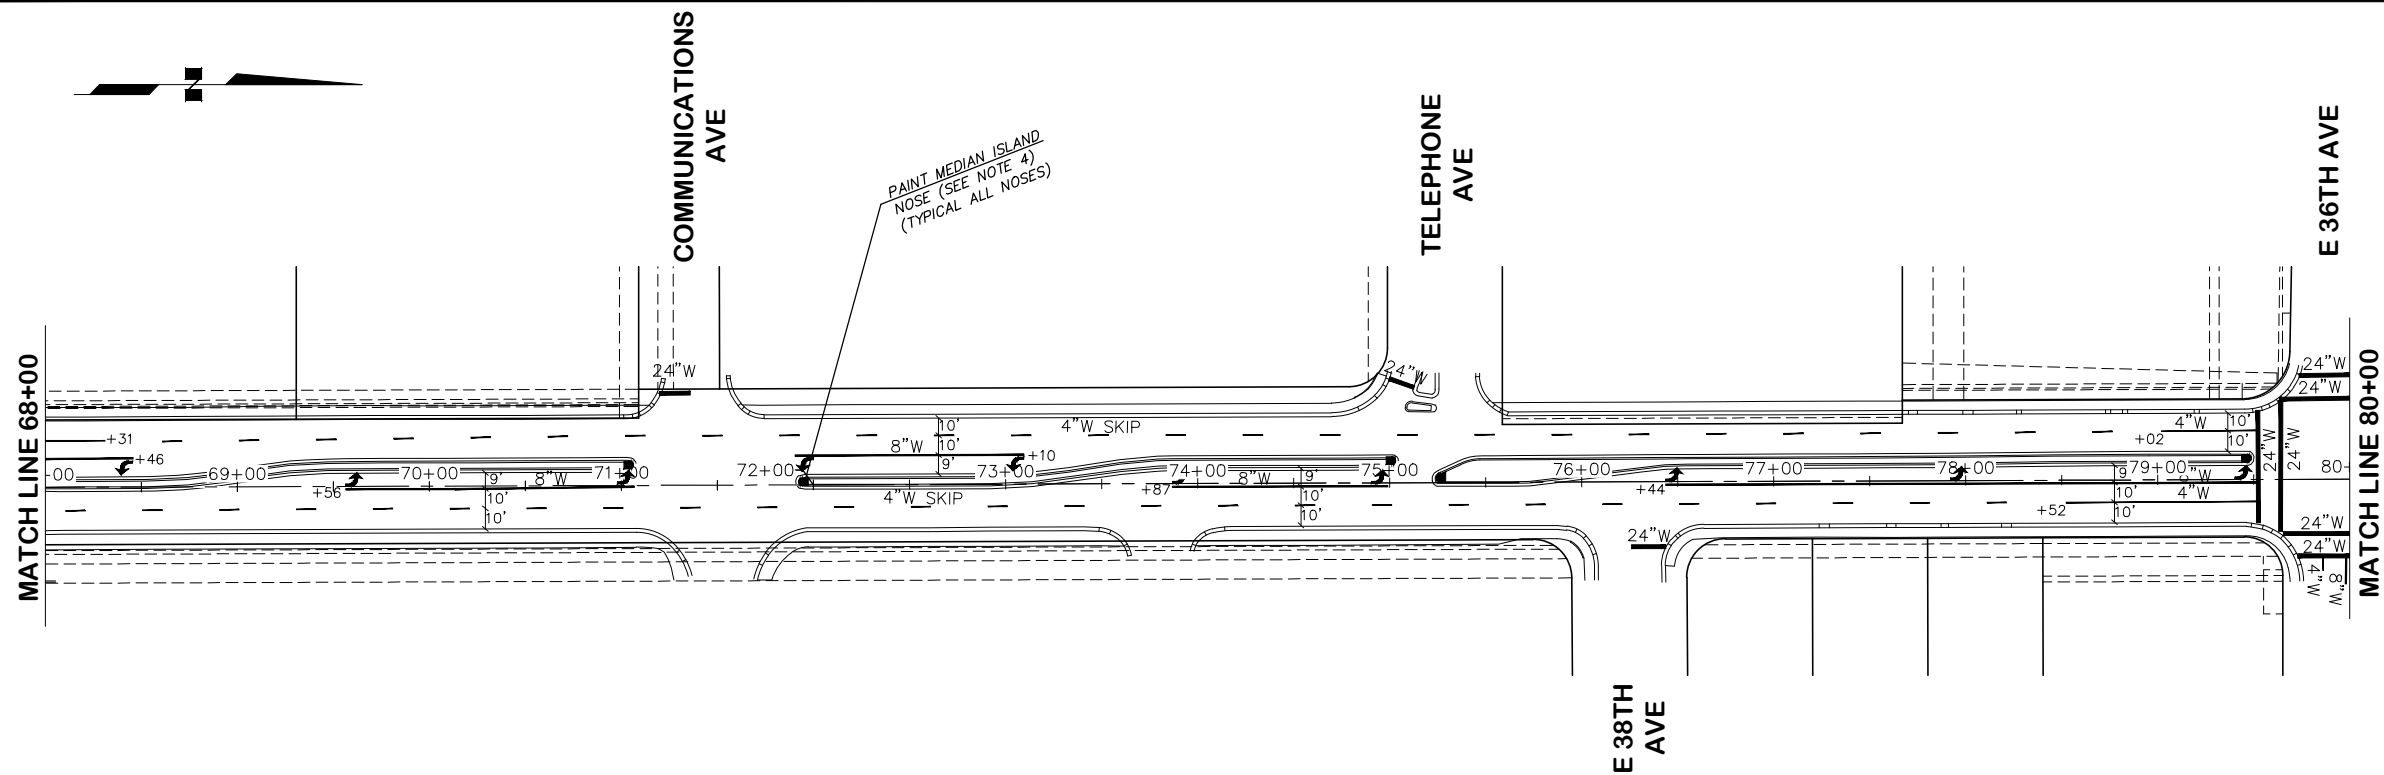 COMMUNICATIONS
AVE
TELEPHONE
AVE
E 36TH AVE
N
PAINT MEDIAN ISLAND
NOSE (SEE NOTE 4)
(TYPICAL ALL NOSES)
MATCH LINE 68+00
MATCH LINE 80+00
24"W
24"W
24"W
24"W
+31
+46
8"W
10'
10'
9'
4"W SKIP
4"W
+02
10'
10'
24"W
24"W
+00
69+00
70+00
71+00
72+00
73+00
+10
74+00
75+00
76+00
77+00
78+00
79+00
80
+56
9'
8"W
10'
10'
4"W SKIP
+87
8"W
9'
10'
10'
+44
9'
10'
4"W
+52
10'
24"W
24"W
24"W
4"W
8"W
E 38TH
AVE